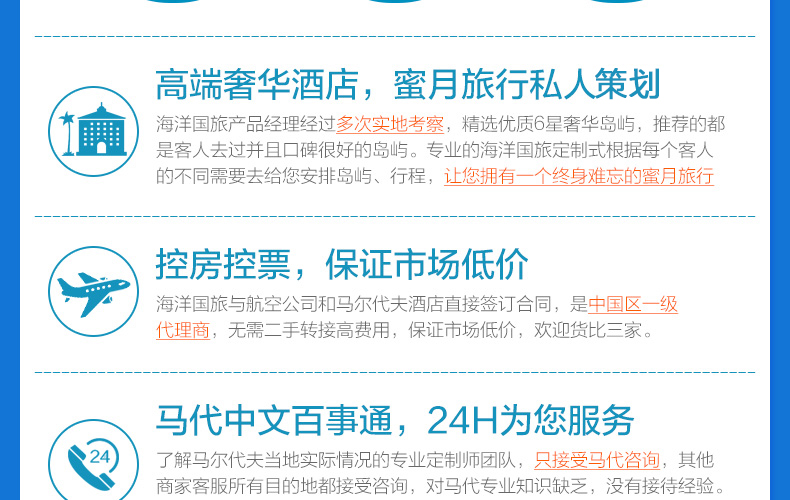 高端奢华酒店，蜜月旅行私人策划
海洋国旅产品经理经过多次实地考察，精选优质6星奢华岛屿，推荐的都
是客人去过并且口碑很好的岛屿。专业的海洋国旅定制式根据每个客人
的不同需要去给您安排岛屿、行程，让您拥有一个终身难忘的蜜月旅行
控房控票，保证市场低价
海洋国旅与航空公司和马尔代夫酒店直接签订合同，是中国区一级
代理商，无需二手转接高费用，保证市场低价，欢迎货比三家。
马代中文百事通，24H为您服务
24
了解马尔代夫当地实际情况的专业定制师团队，只接受马代咨询，其他
商家客服所有目的地都接受咨询，对马代专业知识缺乏，没有接待经验。